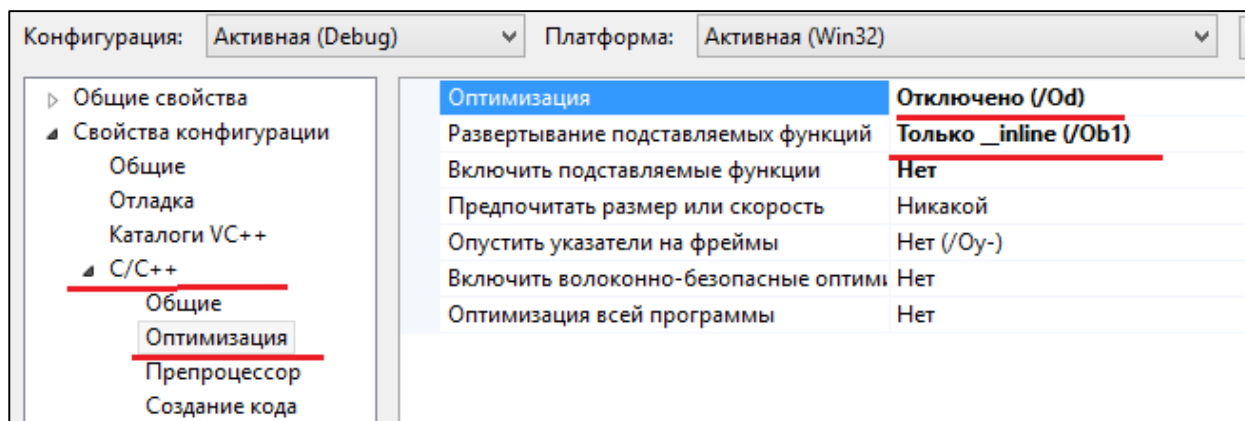 Конфигурация: Активная (Debug) Платформа: Активная (Win32)
Общие свойства
Свойства конфигурации
Общие
Отладка
Каталоги VC++
C/C++
Общие
Оптимизация
Препроцессор
Создание кода
Оптимизация Отключено (/Od)
Развертывание подставляемых функций Только __inline (/Ob1)
Включить подставляемые функции Нет
Предпочитать размер или скорость Никакой
Опустить указатели на фреймы Нет (/Oy-)
Включить волоконно-безопасные оптими Нет
Оптимизация всей программы Нет